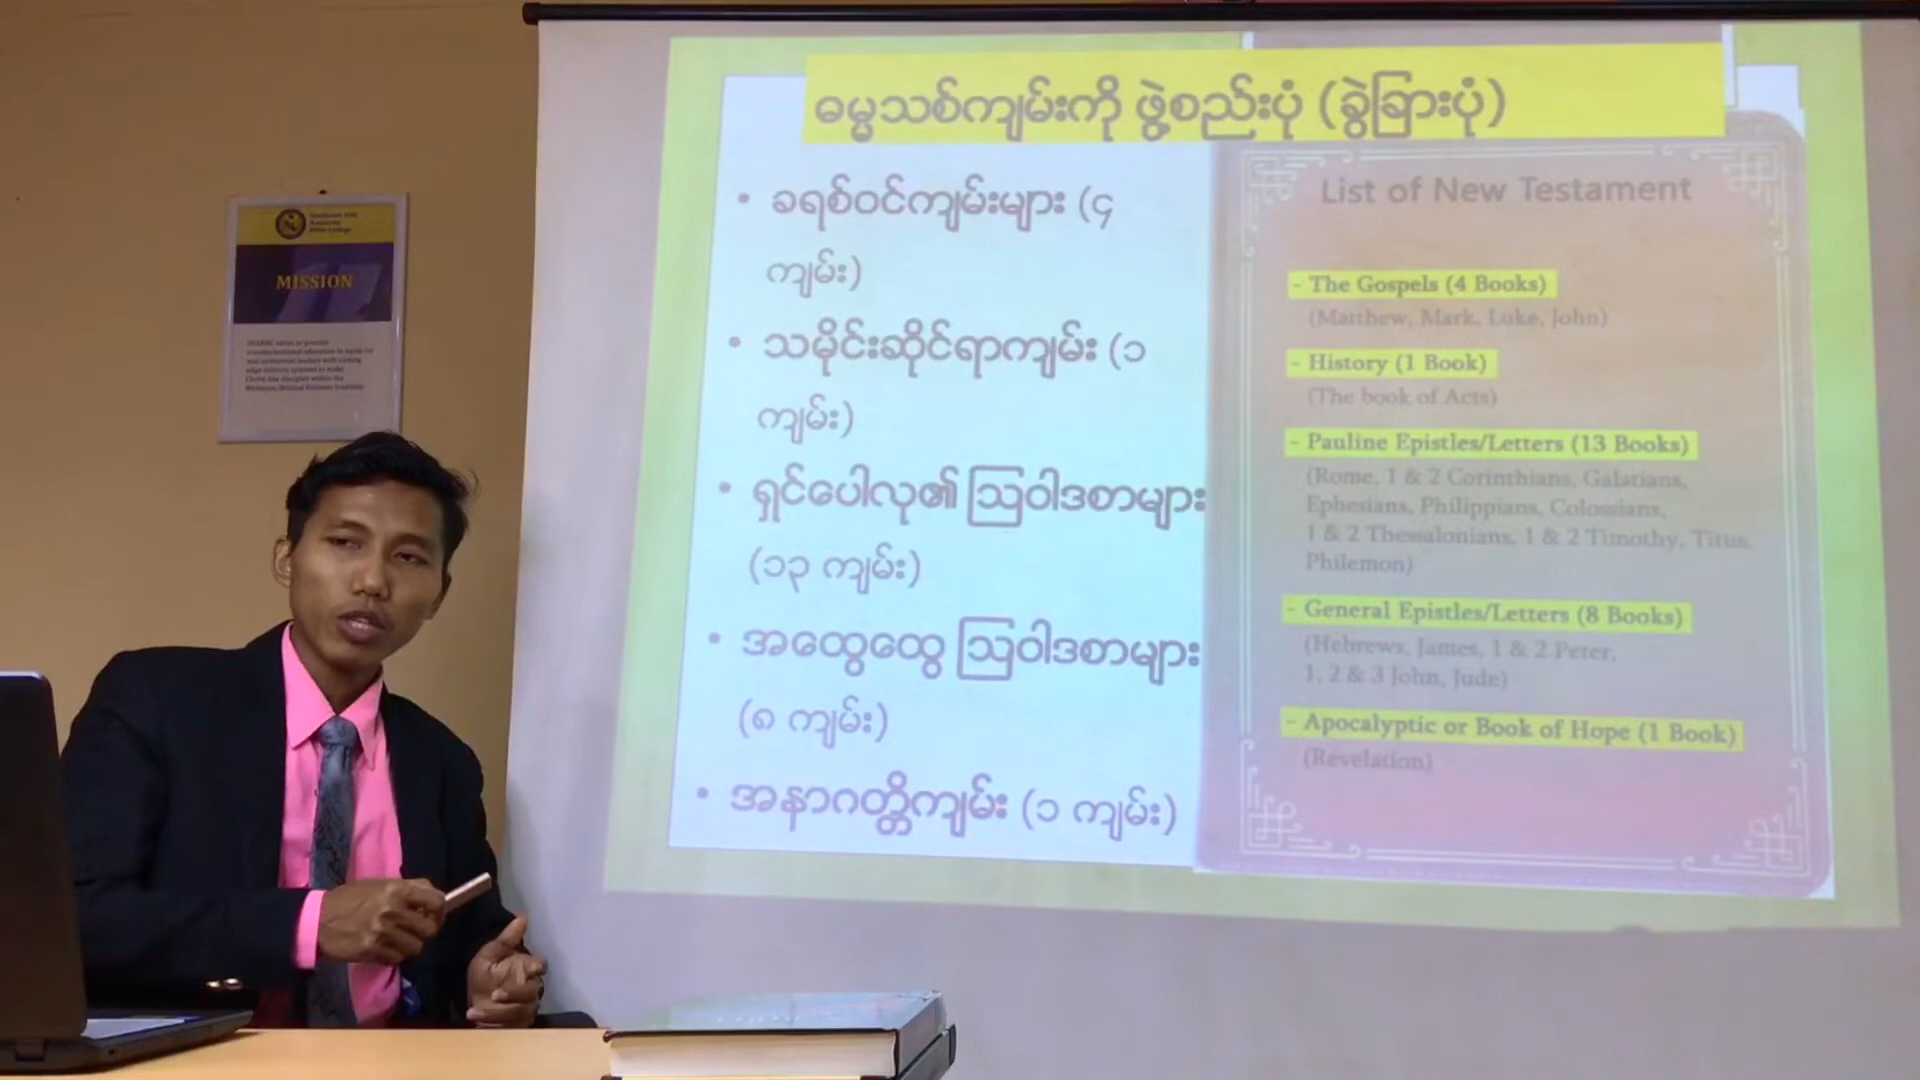 ဓမ္မသစ်ကျမ်းကို ဖွဲ့စည်းပုံ (ခွဲခြားပုံ)
• ခရစ်ဝင်ကျမ်းများ (၄
ကျမ်း)
• သမိုင်းဆိုင်ရာကျမ်း (၁
ကျမ်း)
• ရှင်ပေါလု၏ ဩဝါဒစာများ
(၁၃ ကျမ်း)
• အထွေထွေ ဩဝါဒစာများ
(၈ ကျမ်း)
• အနာဂတ္တိကျမ်း (၁ ကျမ်း)
List of New Testament
- The Gospels (4 Books)
(Matthew, Mark, Luke, John)
- History (1 Book)
(The book of Acts)
- Pauline Epistles/Letters (13 Books)
(Rome, 1 & 2 Corinthians, Galatians,
Ephesians, Philippians, Colossians,
1 & 2 Thessalonians, 1 & 2 Timothy, Titus,
Philemon)
- General Epistles/Letters (8 Books)
(Hebrews, James, 1 & 2 Peter,
1, 2 & 3 John, Jude)
- Apocalyptic or Book of Hope (1 Book)
(Revelation)
MISSION